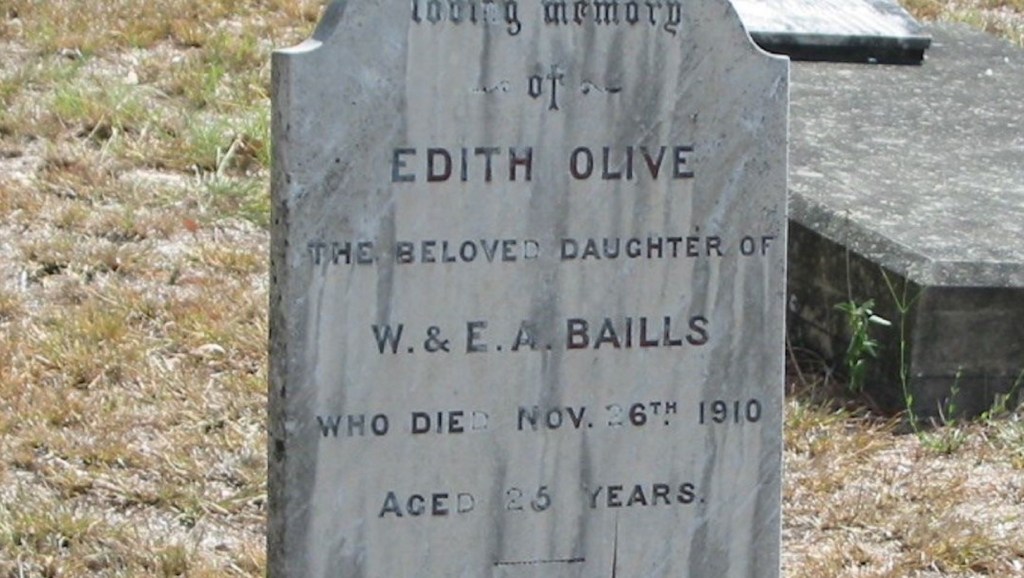 loving memory
of
EDITH OLIVE
THE BELOVED DAUGHTER OF
W. & E. A. BAILLS
WHO DIED NOV. 26TH 1910
AGED 25 YEARS.